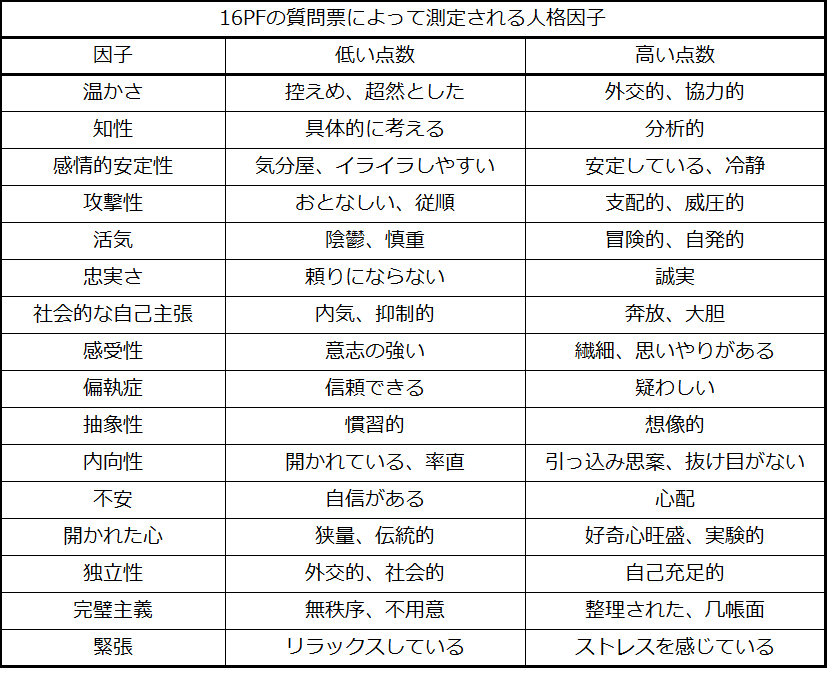 16PFの質問票によって測定される人格因子
因子 低い点数 高い点数
温かさ 控えめ、超然とした 外交的、協力的
知性 具体的に考える 分析的
感情的安定性 気分屋、イライラしやすい 安定している、冷静
攻撃性 おとなしい、従順 支配的、威圧的
活気 陰鬱、慎重 冒険的、自発的
忠実さ 頼りにならない 誠実
社会的な自己主張 内気、抑制的 奔放、大胆
感受性 意志の強い 繊細、思いやりがある
偏執症 信頼できる 疑わしい
抽象性 慣習的 想像的
内向性 開かれている、率直 引っ込み思案、抜け目がない
不安 自信がある 心配
開かれた心 狭量、伝統的 好奇心旺盛、実験的
独立性 外交的、社会的 自己充足的
完璧主義 無秩序、不用意 整理された、几帳面
緊張 リラックスしている ストレスを感じている